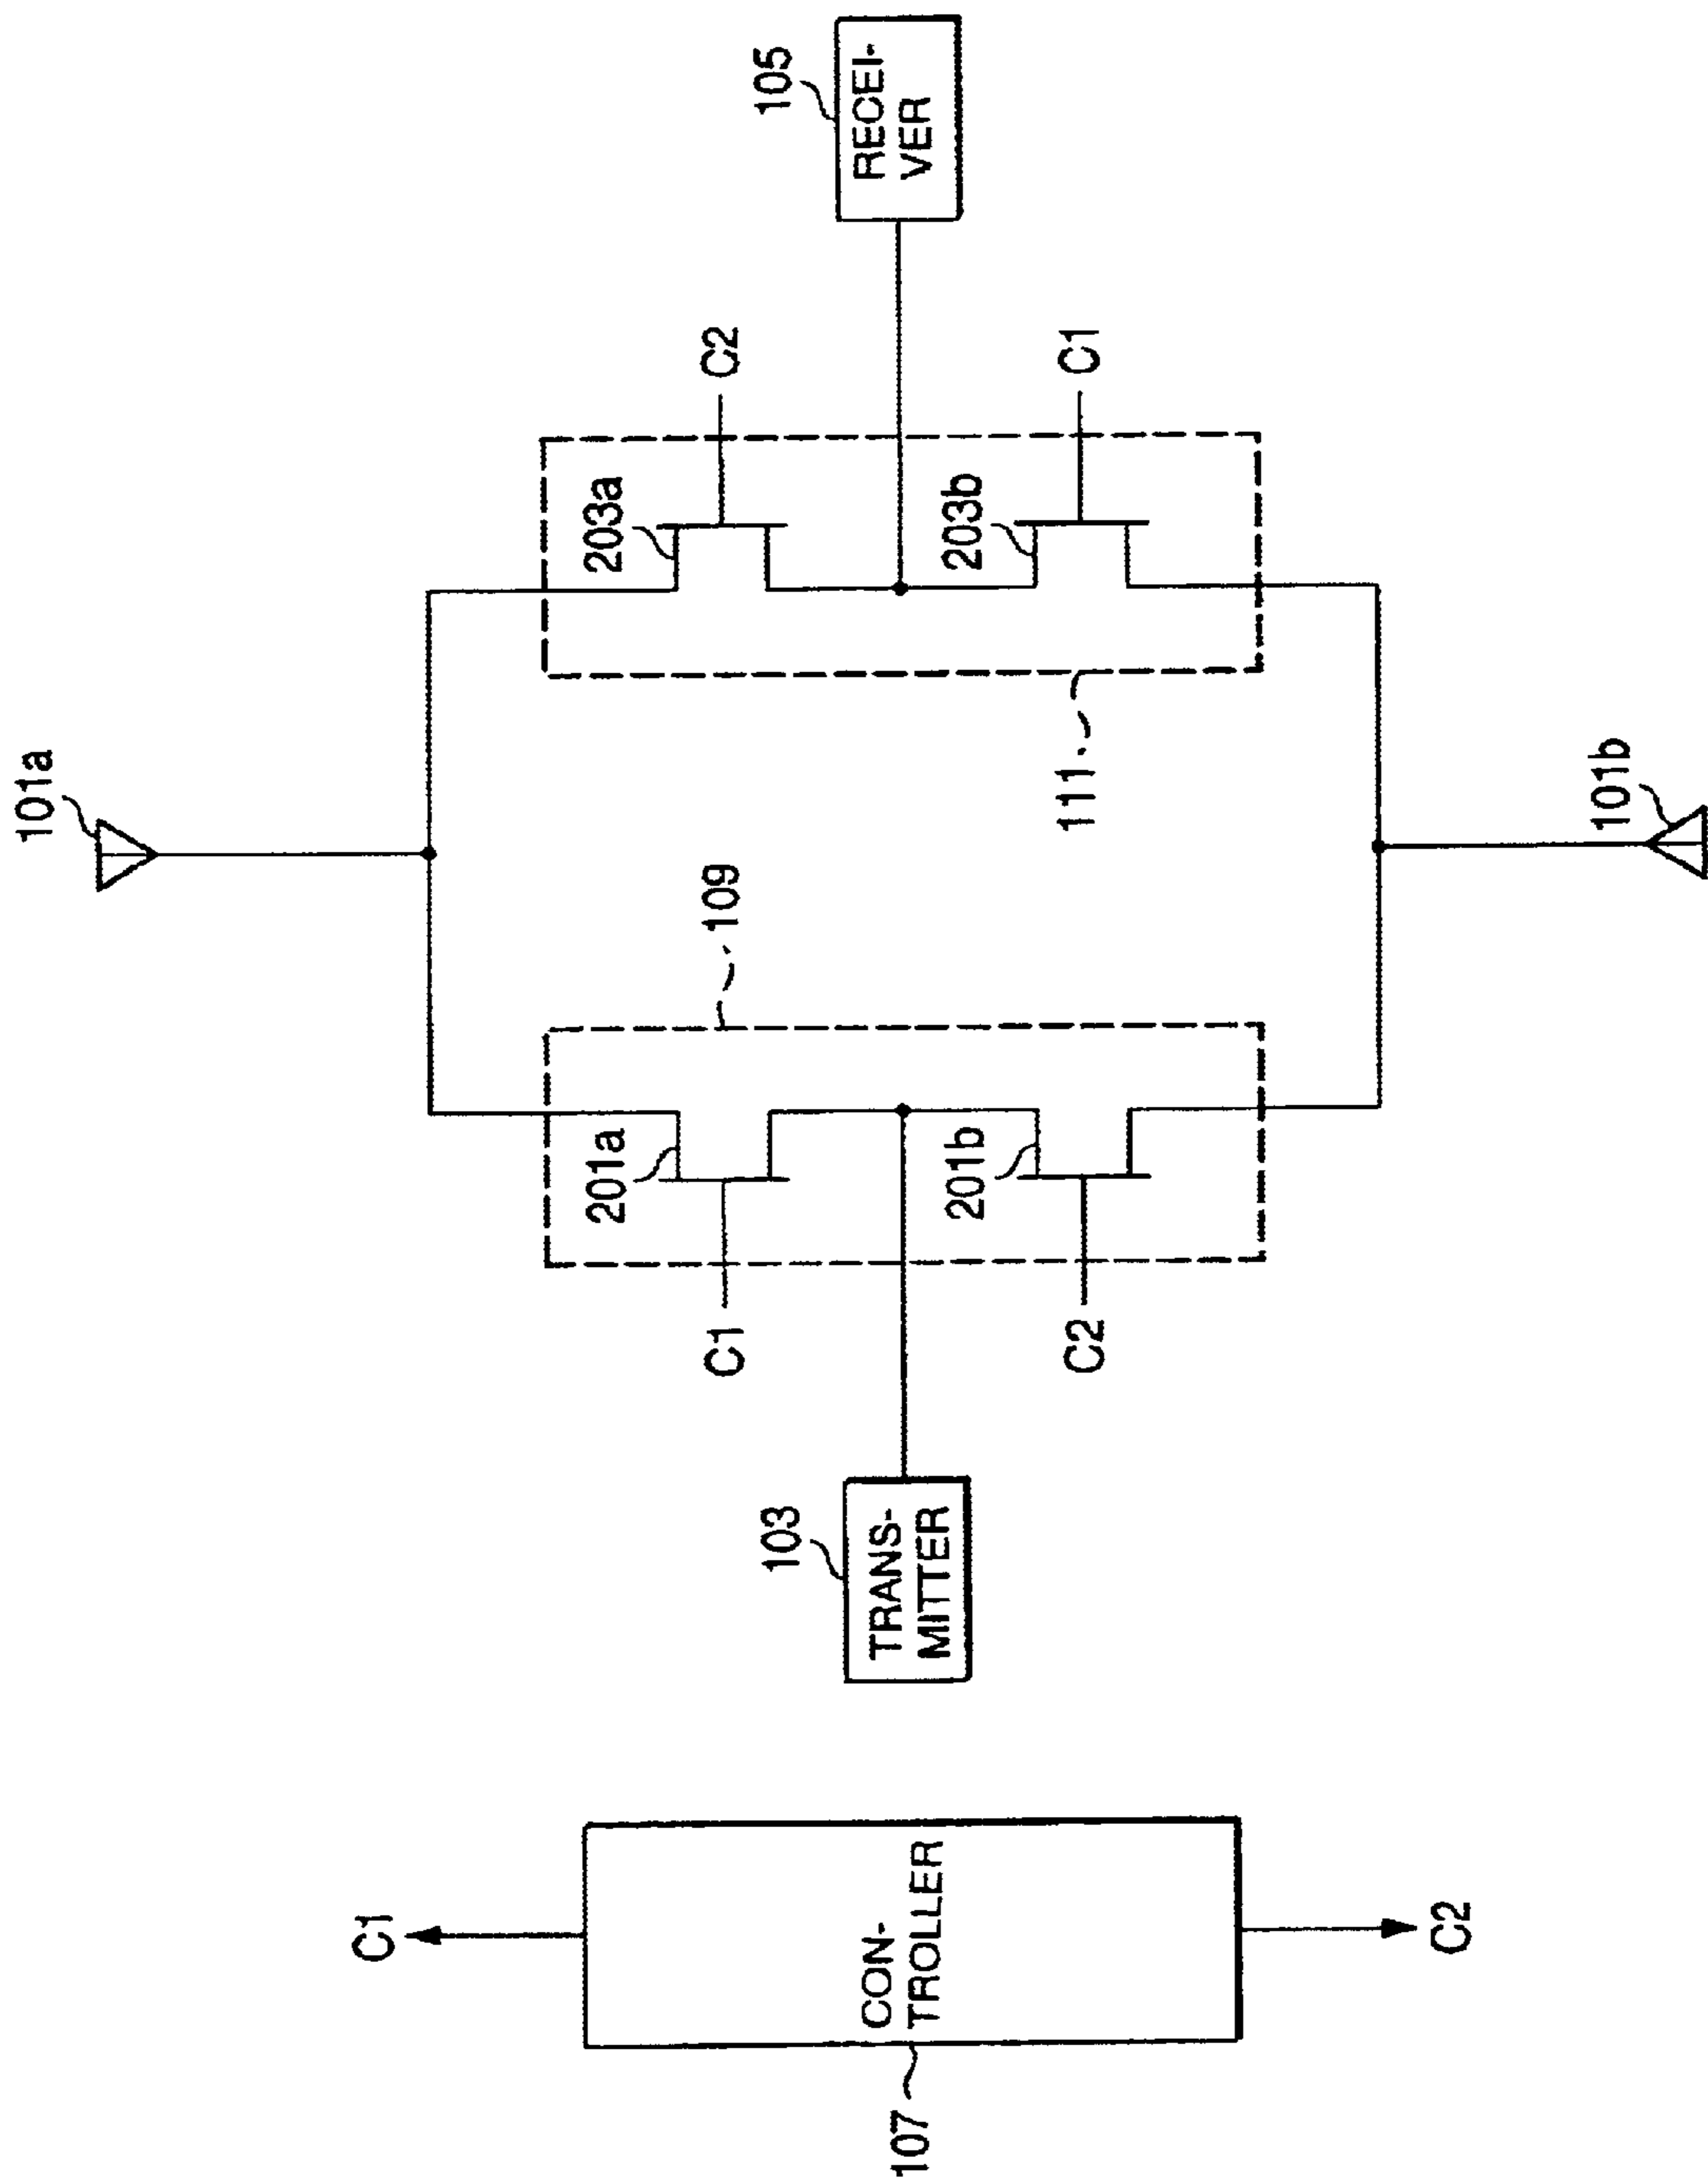 101a
105
RECEI-
VER
C2
203a
203b
C1
111
109
201a
201b
C1
C2
103
TRANS-
MITTER
C1
CON-
TROLLER
C2
107
101b